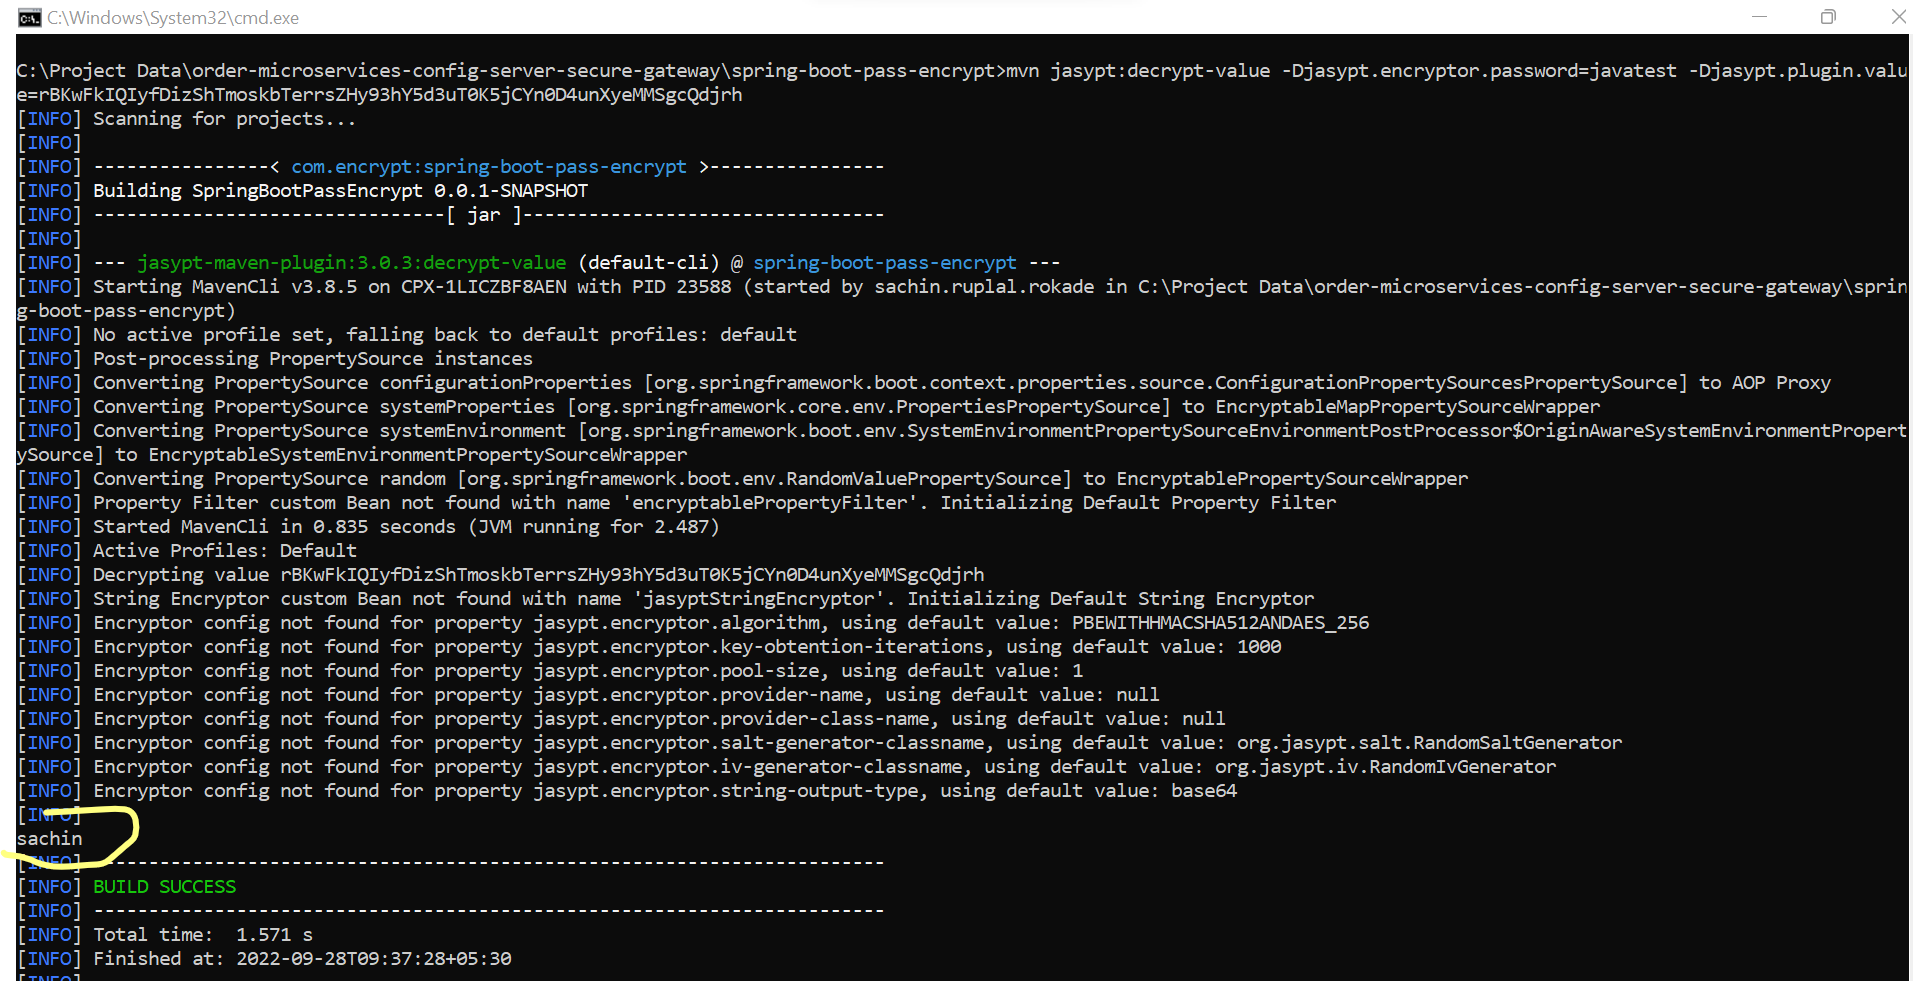 C:\Windows\System32\cmd.exe
C:\Project Data\order-microservices-config-server-secure-gateway\spring-boot-pass-encrypt>mvn jasypt:decrypt-value -Djasypt.encryptor.password=javatest -Djasypt.plugin.valu
e=rBKwFkIQIyfDizShTmoskbTerrsZHy93hY5d3uT0K5jCYn0D4unXyeMMSgcQdjrh
[INFO] Scanning for projects...
[INFO]
[INFO] ----------------< com.encrypt:spring-boot-pass-encrypt >----------------
[INFO] Building SpringBootPassEncrypt 0.0.1-SNAPSHOT
[INFO] --------------------------------[ jar ]---------------------------------
[INFO]
[INFO] --- jasypt-maven-plugin:3.0.3:decrypt-value (default-cli) @ spring-boot-pass-encrypt ---
[INFO] Starting MavenCli v3.8.5 on CPX-1LICZBF8AEN with PID 23588 (started by sachin.ruplal.rokade in C:\Project Data\order-microservices-config-server-secure-gateway\sprin
g-boot-pass-encrypt)
[INFO] No active profile set, falling back to default profiles: default
[INFO] Post-processing PropertySource instances
[INFO] Converting PropertySource configurationProperties [org.springframework.boot.context.properties.source.ConfigurationPropertySourcesPropertySource] to AOP Proxy
[INFO] Converting PropertySource systemProperties [org.springframework.core.env.PropertiesPropertySource] to EncryptableMapPropertySourceWrapper
[INFO] Converting PropertySource systemEnvironment [org.springframework.boot.env.SystemEnvironmentPropertySourceEnvironmentPostProcessor$OriginAwareSystemEnvironmentPropert
ySource] to EncryptableSystemEnvironmentPropertySourceWrapper
[INFO] Converting PropertySource random [org.springframework.boot.env.RandomValuePropertySource] to EncryptablePropertySourceWrapper
[INFO] Property Filter custom Bean not found with name 'encryptablePropertyFilter'. Initializing Default Property Filter
[INFO] Started MavenCli in 0.835 seconds (JVM running for 2.487)
[INFO] Active Profiles: Default
[INFO] Decrypting value rBKwFkIQIyfDizShTmoskbTerrsZHy93hY5d3uT0K5jCYn0D4unXyeMMSgcQdjrh
[INFO] String Encryptor custom Bean not found with name 'jasyptStringEncryptor'. Initializing Default String Encryptor
[INFO] Encryptor config not found for property jasypt.encryptor.algorithm, using default value: PBEWITHHMACSHA512ANDAES_256
[INFO] Encryptor config not found for property jasypt.encryptor.key-obtention-iterations, using default value: 1000
[INFO] Encryptor config not found for property jasypt.encryptor.pool-size, using default value: 1
[INFO] Encryptor config not found for property jasypt.encryptor.provider-name, using default value: null
[INFO] Encryptor config not found for property jasypt.encryptor.provider-class-name, using default value: null
[INFO] Encryptor config not found for property jasypt.encryptor.salt-generator-classname, using default value: org.jasypt.salt.RandomSaltGenerator
[INFO] Encryptor config not found for property jasypt.encryptor.iv-generator-classname, using default value: org.jasypt.iv.RandomIvGenerator
[INFO] Encryptor config not found for property jasypt.encryptor.string-output-type, using default value: base64
[INFO]
sachin
[INFO] ------------------------------------------------------------------------
[INFO] BUILD SUCCESS
[INFO] ------------------------------------------------------------------------
[INFO] Total time:  1.571 s
[INFO] Finished at: 2022-09-28T09:37:28+05:30
[INFO]